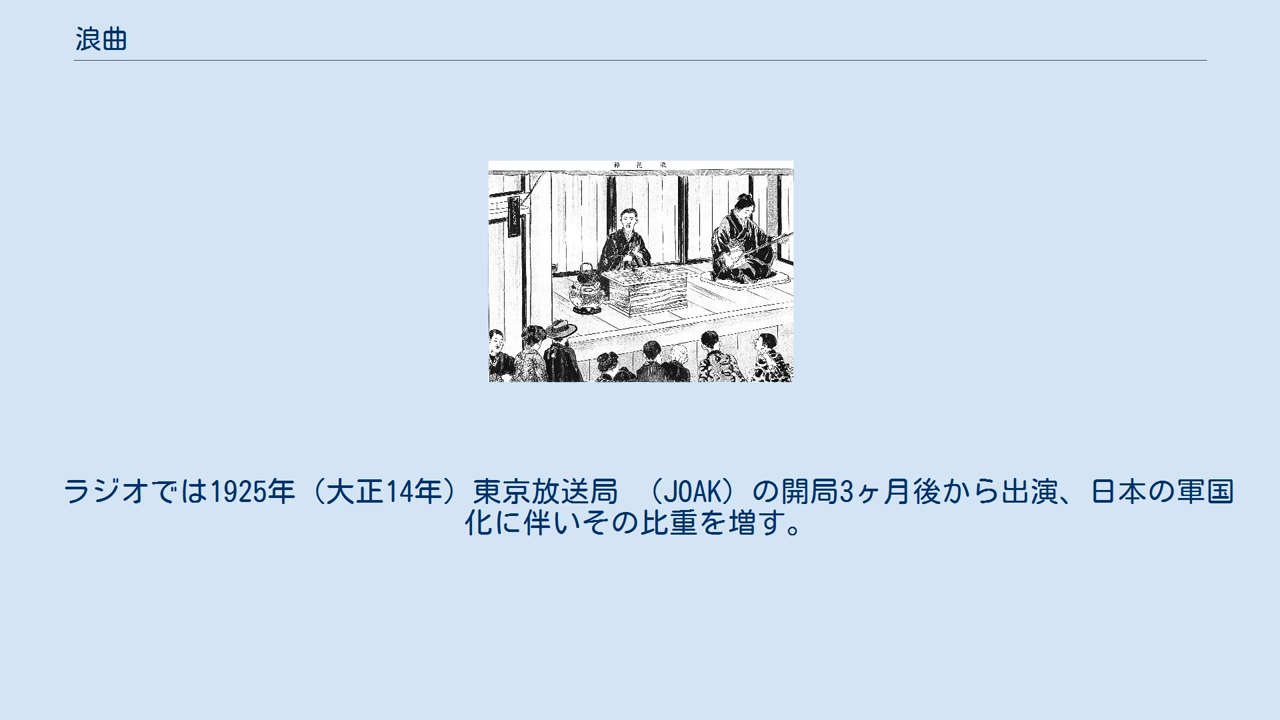 浪曲
ラジオでは1925年（大正14年）東京放送局　（JOAK）の開局3ヶ月後から出演、日本の軍国
化に伴いその比重を増す。